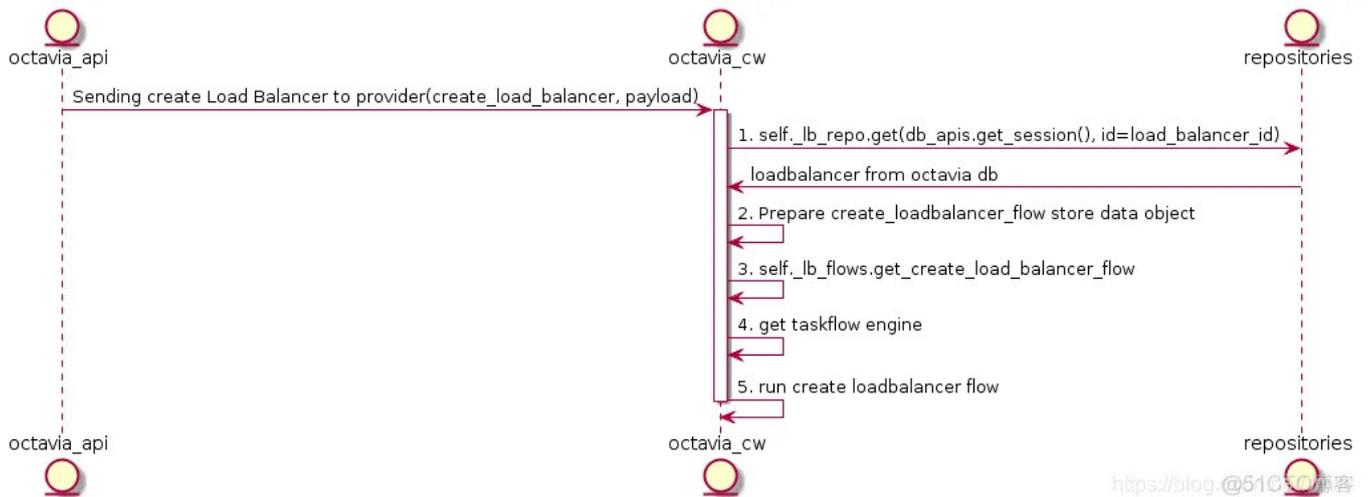 octavia_api octavia_cw repositories
Sending create Load Balancer to provider(create_load_balancer, payload)
1. self._lb_repo.get(db_apis.get_session(), id=load_balancer_id)
loadbalancer from octavia db
2. Prepare create_loadbalancer_flow store data object
3. self._lb_flows.get_create_load_balancer_flow
4. get taskflow engine
5. run create loadbalancer flow
octavia_api octavia_cw repositories
https://blog.